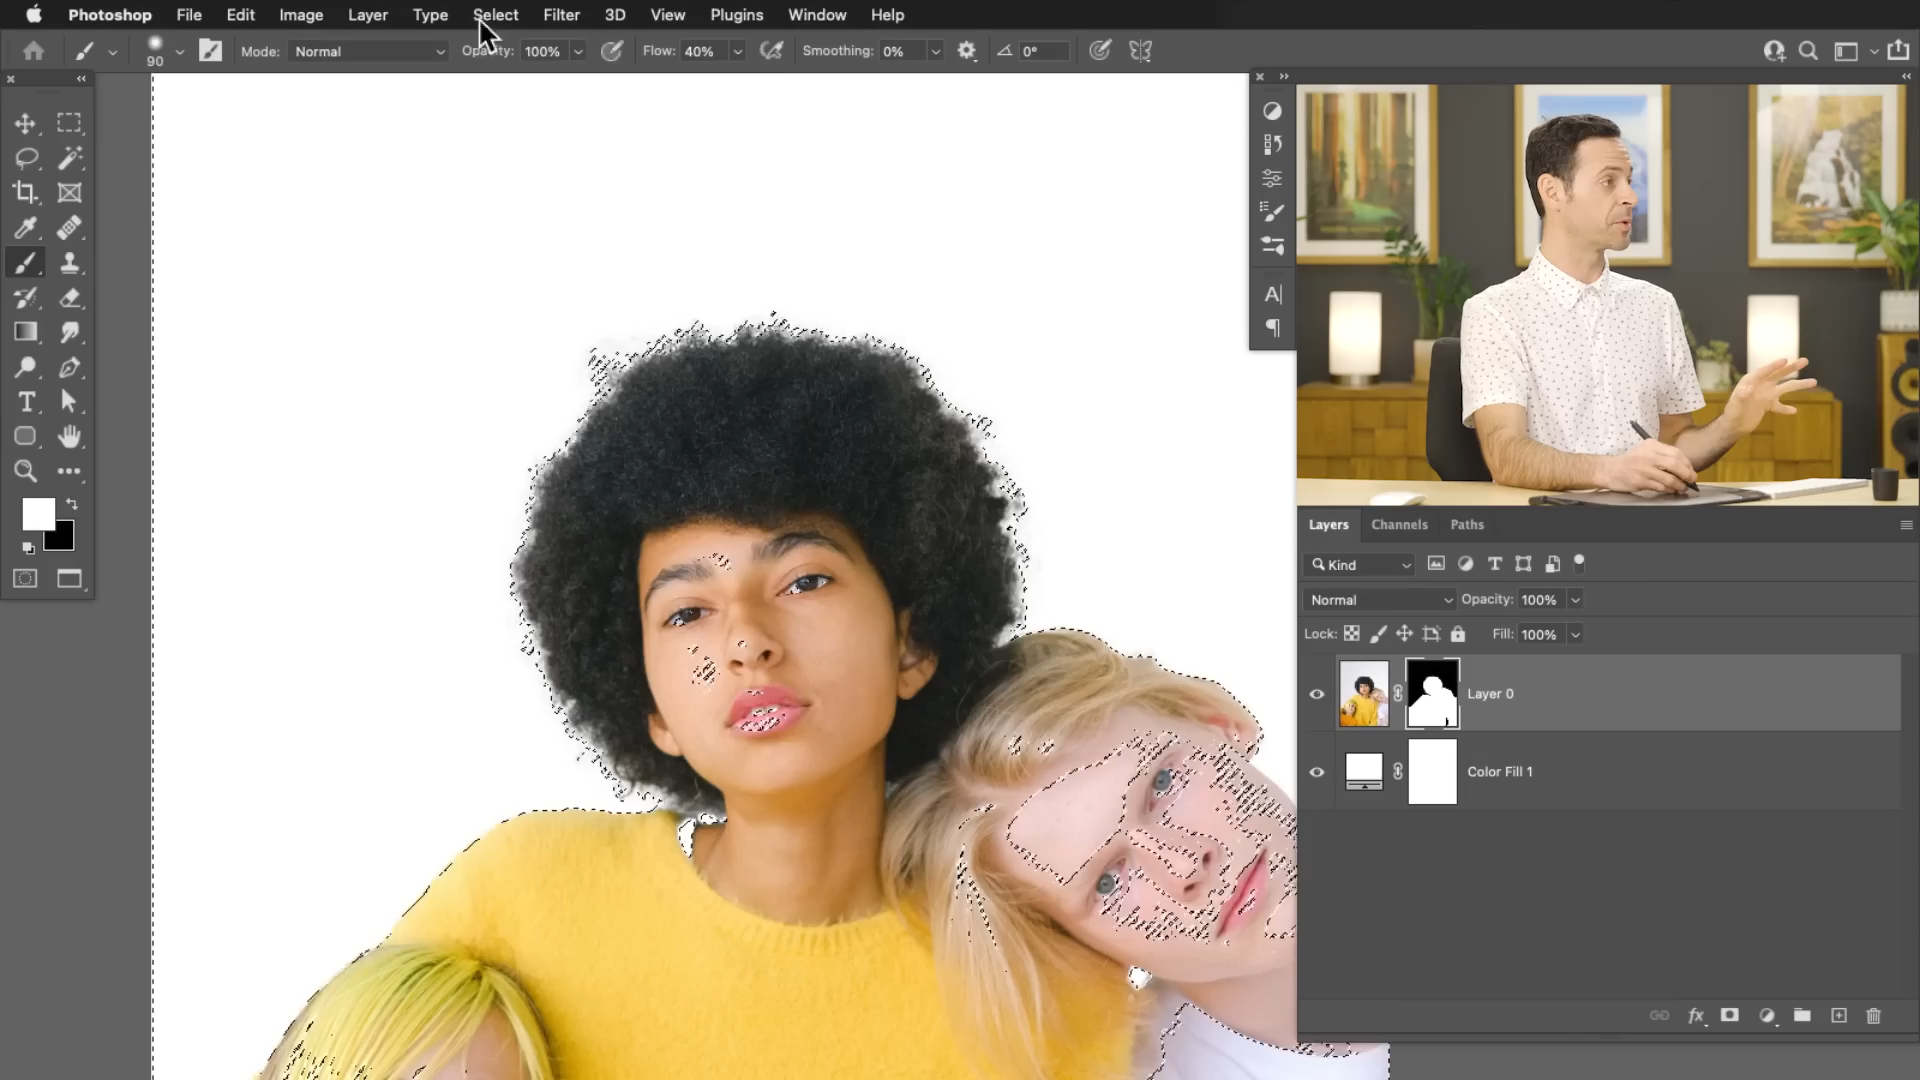 Photoshop File Edit Image Layer Type Select Filter 3D View Plugins Window Help
90 Mode: Normal Opacity: 100% Flow: 40% Smoothing: 0% 0°
Layers Channels Paths
Kind
Normal Opacity: 100%
Lock: Fill: 100%
Layer 0
Color Fill 1
fx